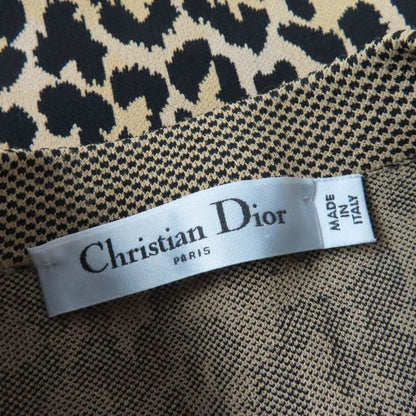 Christian Dior
PARIS
MADE
IN
ITALY